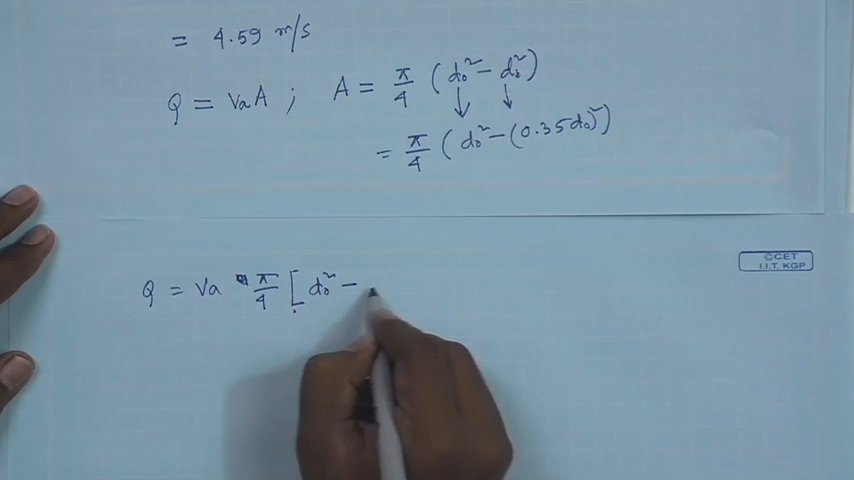 = 4.59 m/s
Q = VaA ; A = π/4 (do² - di²)
= π/4 (do² - (0.35do)²)
©CET
I.I.T. KGP
Q = Va π/4 [do² -